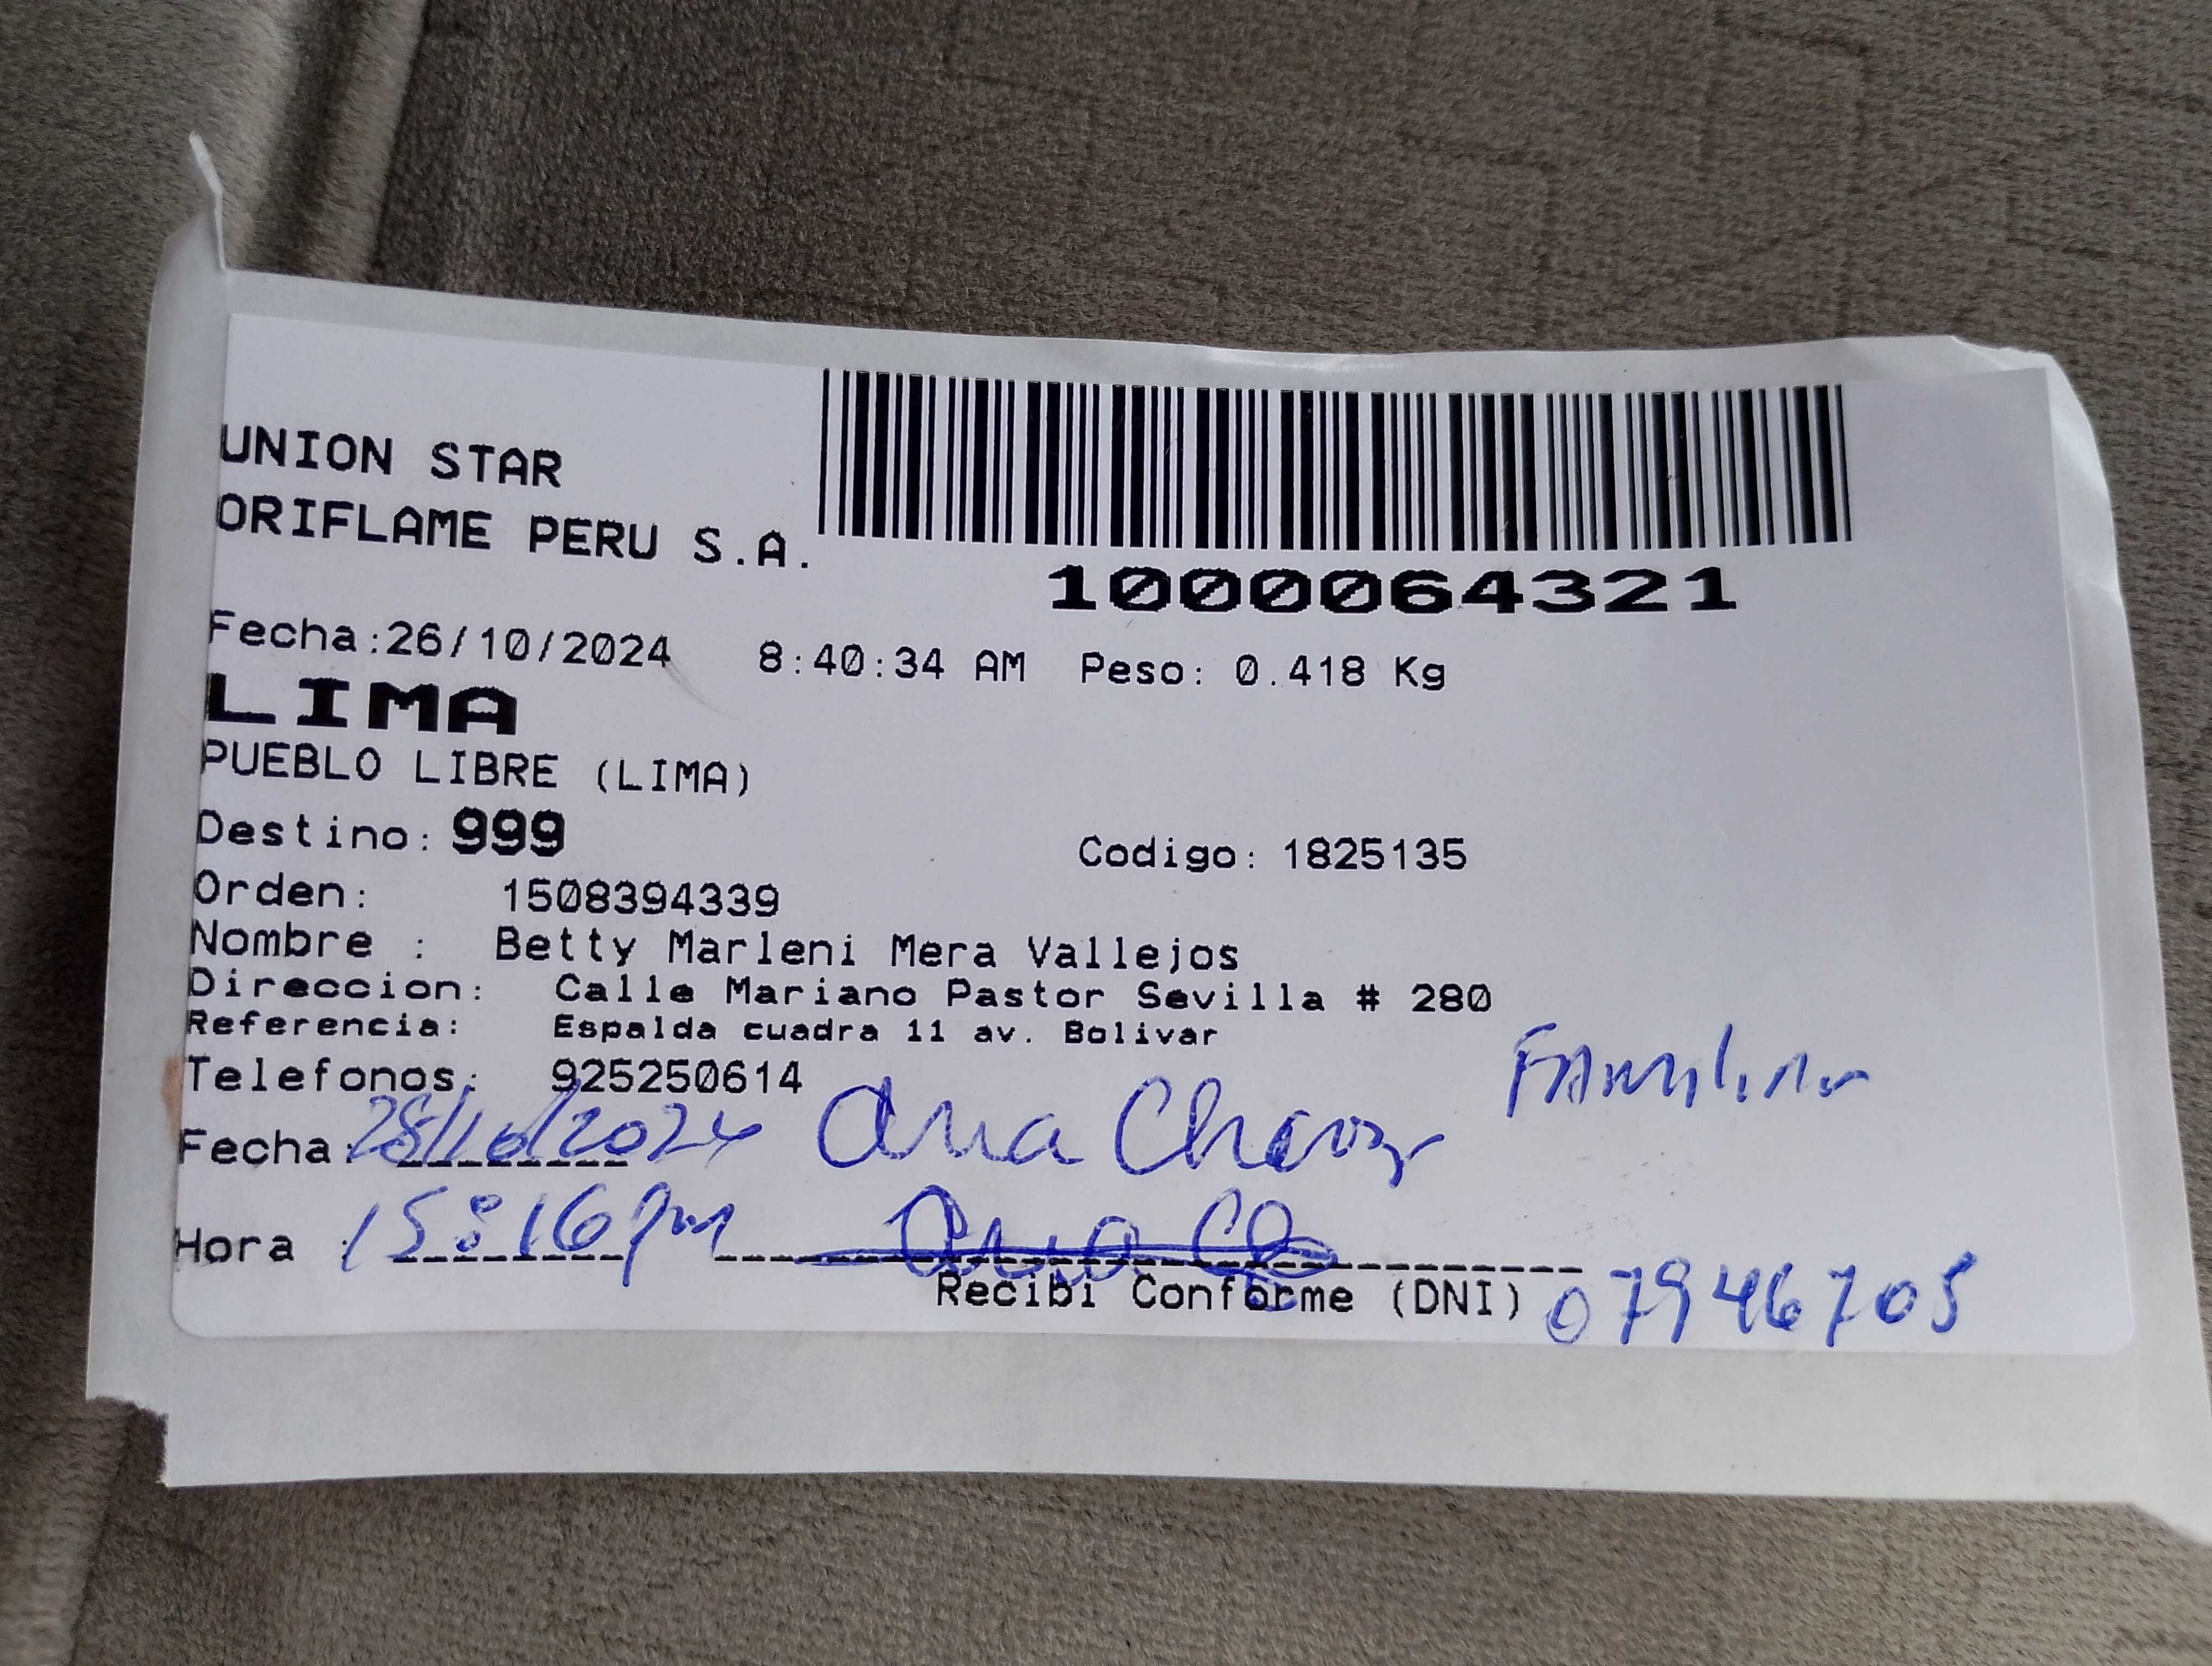 UNION STAR
ORIFLAME PERU S.A.
1000064321
Fecha:26/10/2024 8:40:34 AM Peso: 0.418 Kg
LIMA
PUEBLO LIBRE (LIMA)
Destino: 999 Codigo: 1825135
Orden: 1508394339
Nombre : Betty Marleni Mera Vallejos
Direccion: Calle Mariano Pastor Sevilla # 280
Referencia: Espalda cuadra 11 av. Bolivar
Telefonos: 925250614
Fecha: 28/10/2024 Ana Chavez
Hora : 15:16 pm
Recibi Conforme (DNI) 07946705